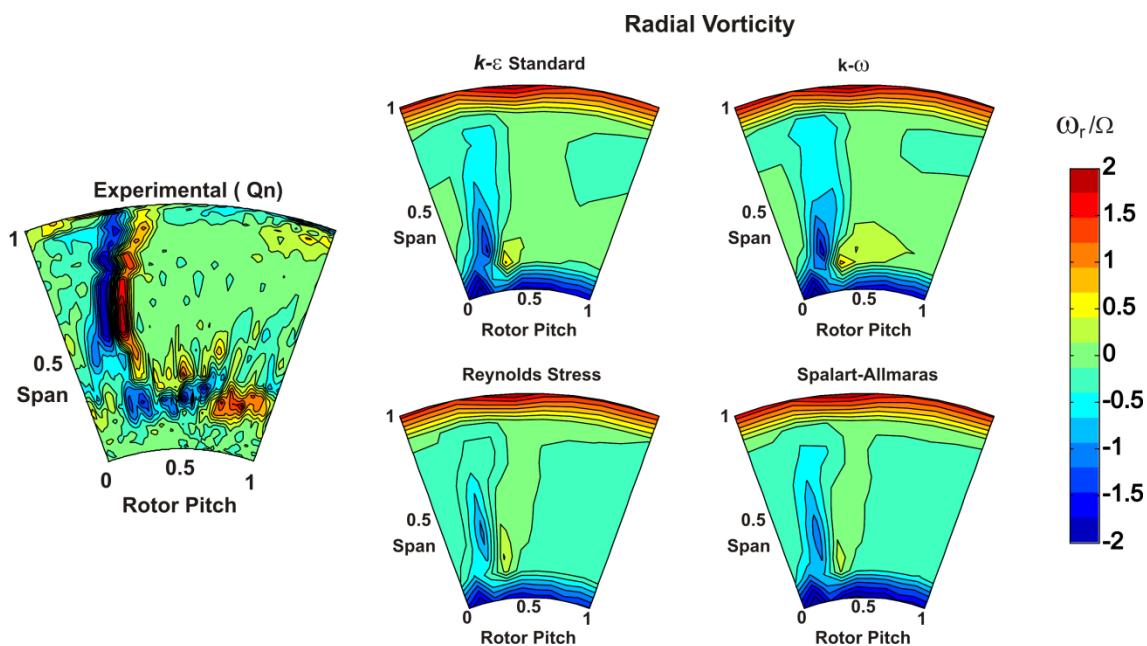 Radial Vorticity
k-ε Standard
1
0.5
Span
0
0.5
1
Rotor Pitch
k-ω
1
0.5
Span
0
0.5
1
Rotor Pitch
Experimental ( Qn)
1
0.5
Span
0
0.5
1
Rotor Pitch
Reynolds Stress
1
0.5
Span
0
0.5
1
Rotor Pitch
Spalart-Allmaras
1
0.5
Span
0
0.5
1
Rotor Pitch
ω_r/Ω
2
1.5
1
0.5
0
-0.5
-1
-1.5
-2